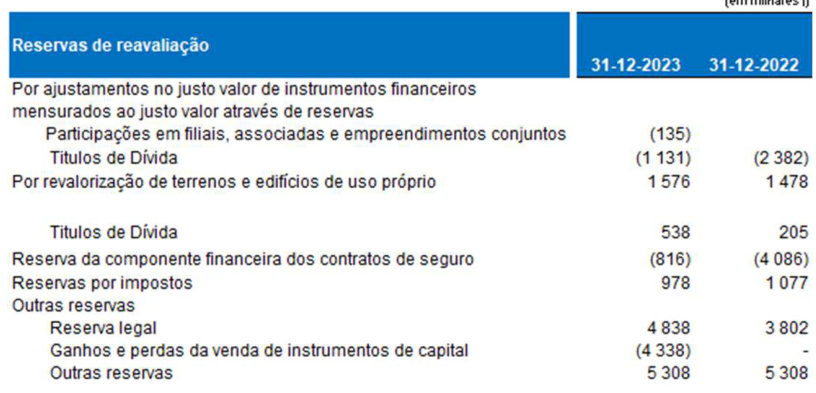 (em milhares
Reservas de reavaliação
31-12-2023 31-12-2022
Por ajustamentos no justo valor de instrumentos financeiros
mensurados ao justo valor através de reservas
Participações em filiais, associadas e empreendimentos conjuntos (135)
Titulos de Dívida (1 131) (2 382)
Por revalorização de terrenos e edifícios de uso próprio 1 576 1 478
Titulos de Dívida 538 205
Reserva da componente financeira dos contratos de seguro (816) (4 086)
Reservas por impostos 978 1 077
Outras reservas
Reserva legal 4 838 3 802
Ganhos e perdas da venda de instrumentos de capital (4 338) -
Outras reservas 5 308 5 308